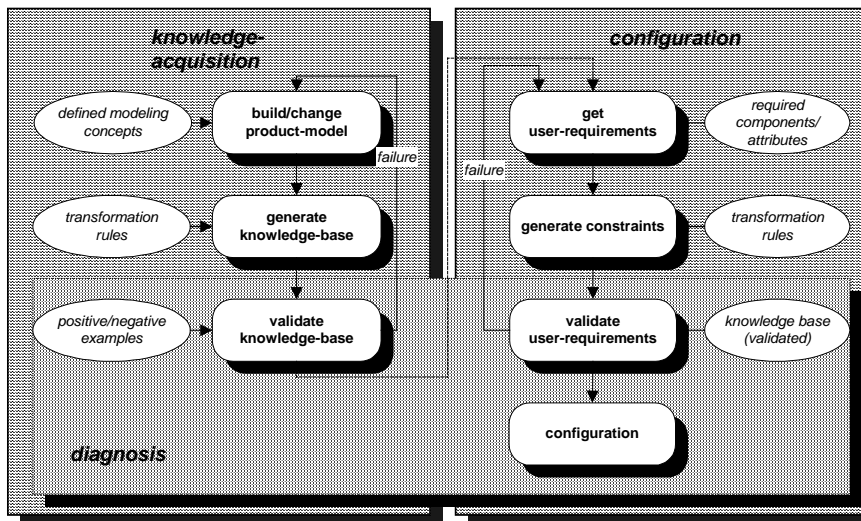 knowledge-
acquisition
defined modeling
concepts
build/change
product-model
failure
transformation
rules
generate
knowledge-base
positive/negative
examples
validate
knowledge-base
configuration
get
user-requirements
required
components/
attributes
failure
generate constraints
transformation
rules
validate
user-requirements
knowledge base
(validated)
configuration
diagnosis